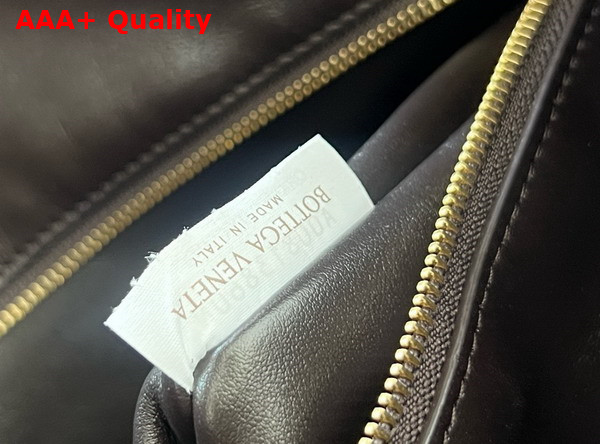 AAA+ Quality
BOTTEGA VENETA
MADE IN ITALY